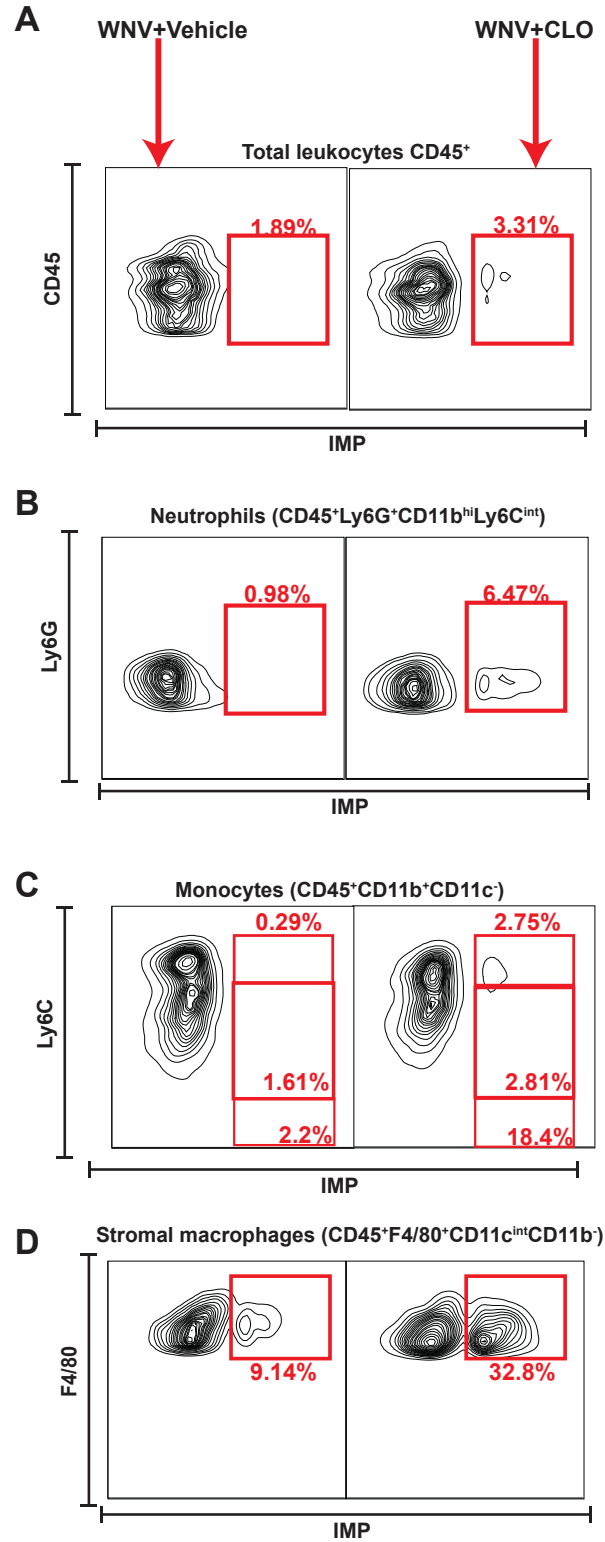 A
WNV+Vehicle WNV+CLO
Total leukocytes CD45⁺
1.89% 3.31%
CD45
IMP
B
Neutrophils (CD45⁺Ly6G⁺CD11bʰⁱLy6Cⁱⁿᵗ)
0.98% 6.47%
Ly6G
IMP
C
Monocytes (CD45⁺CD11b⁺CD11c⁻)
0.29% 2.75%
Ly6C
1.61% 2.81%
2.2% 18.4%
IMP
D
Stromal macrophages (CD45⁺F4/80⁺CD11cⁱⁿᵗCD11b⁻)
F4/80
9.14% 32.8%
IMP